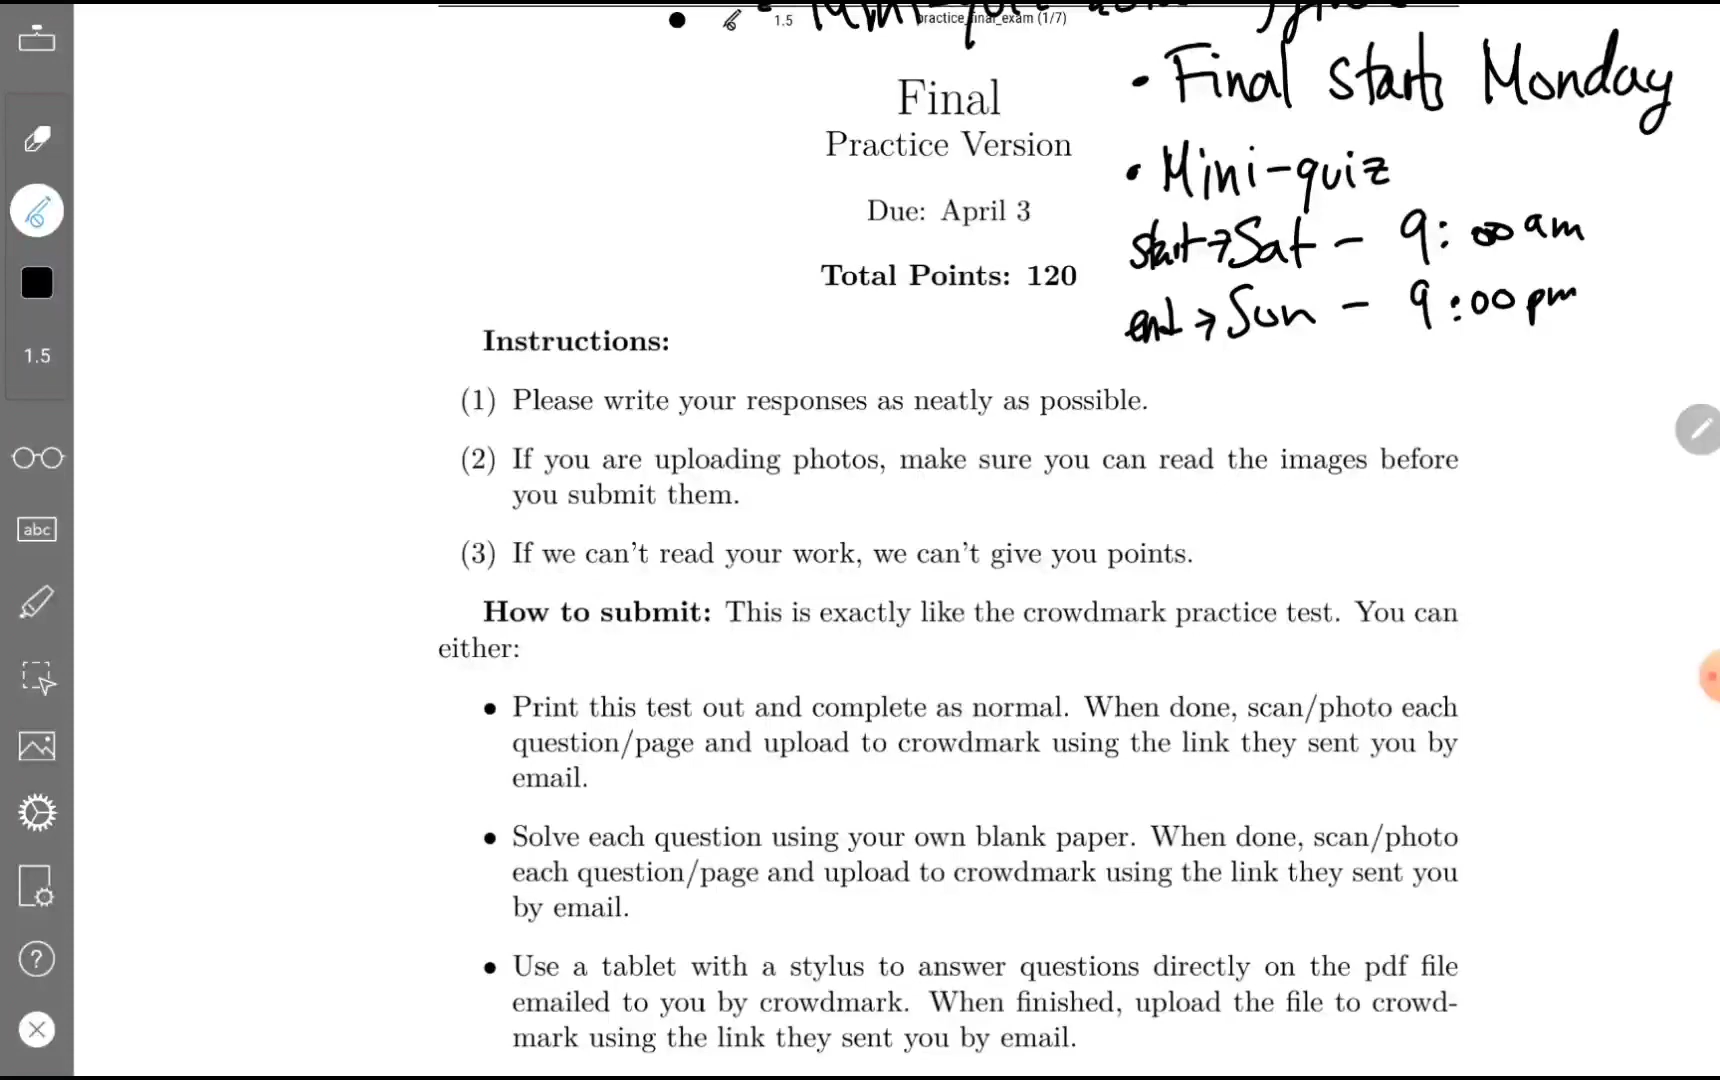 1.5
practice_final_exam (1/7)
Mini-quiz
• Final starts Monday
Final
Practice Version
• Mini-quiz
Due: April 3
start → Sat - 9:00 am
Total Points: 120
end → Sun - 9:00 pm
Instructions:
1.5
(1) Please write your responses as neatly as possible.
(2) If you are uploading photos, make sure you can read the images before
you submit them.
abc
(3) If we can't read your work, we can't give you points.
How to submit: This is exactly like the crowdmark practice test. You can
either:
• Print this test out and complete as normal. When done, scan/photo each
question/page and upload to crowdmark using the link they sent you by
email.
• Solve each question using your own blank paper. When done, scan/photo
each question/page and upload to crowdmark using the link they sent you
by email.
• Use a tablet with a stylus to answer questions directly on the pdf file
emailed to you by crowdmark. When finished, upload the file to crowd-
mark using the link they sent you by email.